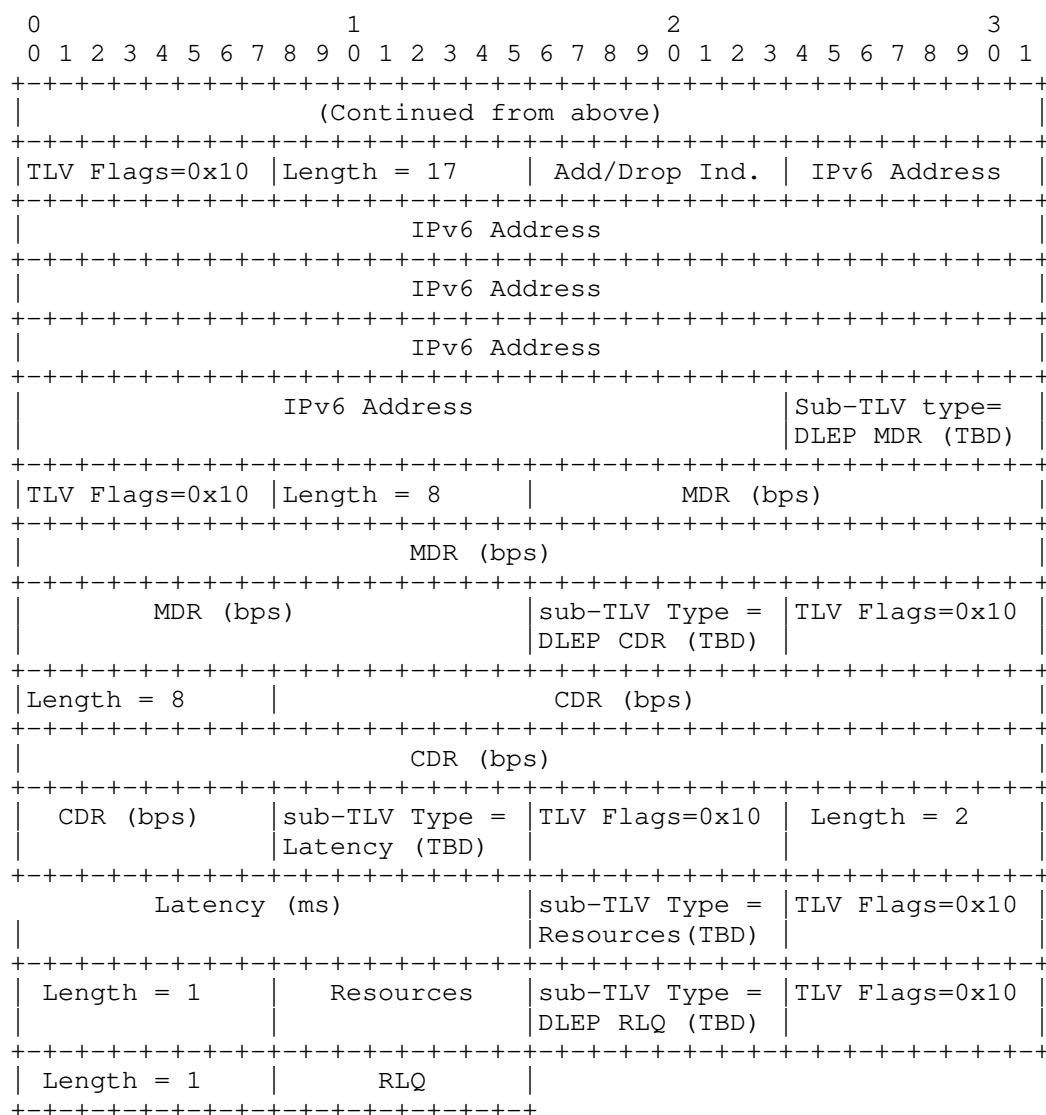 0                   1                   2                   3
0 1 2 3 4 5 6 7 8 9 0 1 2 3 4 5 6 7 8 9 0 1 2 3 4 5 6 7 8 9 0 1
+-+-+-+-+-+-+-+-+-+-+-+-+-+-+-+-+-+-+-+-+-+-+-+-+-+-+-+-+-+-+-+-+
|                  (Continued from above)                       |
+-+-+-+-+-+-+-+-+-+-+-+-+-+-+-+-+-+-+-+-+-+-+-+-+-+-+-+-+-+-+-+-+
|TLV Flags=0x10 |Length = 17    | Add/Drop Ind. | IPv6 Address  |
+-+-+-+-+-+-+-+-+-+-+-+-+-+-+-+-+-+-+-+-+-+-+-+-+-+-+-+-+-+-+-+-+
|                        IPv6 Address                           |
+-+-+-+-+-+-+-+-+-+-+-+-+-+-+-+-+-+-+-+-+-+-+-+-+-+-+-+-+-+-+-+-+
|                        IPv6 Address                           |
+-+-+-+-+-+-+-+-+-+-+-+-+-+-+-+-+-+-+-+-+-+-+-+-+-+-+-+-+-+-+-+-+
|                        IPv6 Address                           |
+-+-+-+-+-+-+-+-+-+-+-+-+-+-+-+-+-+-+-+-+-+-+-+-+-+-+-+-+-+-+-+-+
|                IPv6 Address                   |Sub-TLV type=  |
|                                               |DLEP MDR (TBD) |
+-+-+-+-+-+-+-+-+-+-+-+-+-+-+-+-+-+-+-+-+-+-+-+-+-+-+-+-+-+-+-+-+
|TLV Flags=0x10 |Length = 8     |         MDR (bps)             |
+-+-+-+-+-+-+-+-+-+-+-+-+-+-+-+-+-+-+-+-+-+-+-+-+-+-+-+-+-+-+-+-+
|                        MDR (bps)                              |
+-+-+-+-+-+-+-+-+-+-+-+-+-+-+-+-+-+-+-+-+-+-+-+-+-+-+-+-+-+-+-+-+
|        MDR (bps)              |sub-TLV Type = |TLV Flags=0x10 |
|                               |DLEP CDR (TBD) |               |
+-+-+-+-+-+-+-+-+-+-+-+-+-+-+-+-+-+-+-+-+-+-+-+-+-+-+-+-+-+-+-+-+
|Length = 8     |                 CDR (bps)                     |
+-+-+-+-+-+-+-+-+-+-+-+-+-+-+-+-+-+-+-+-+-+-+-+-+-+-+-+-+-+-+-+-+
|                        CDR (bps)                              |
+-+-+-+-+-+-+-+-+-+-+-+-+-+-+-+-+-+-+-+-+-+-+-+-+-+-+-+-+-+-+-+-+
|  CDR (bps)    |sub-TLV Type = |TLV Flags=0x10 | Length = 2    |
|               |Latency (TBD)  |               |               |
+-+-+-+-+-+-+-+-+-+-+-+-+-+-+-+-+-+-+-+-+-+-+-+-+-+-+-+-+-+-+-+-+
         Latency (ms)           |sub-TLV Type = |TLV Flags=0x10 |
|                               |Resources(TBD) |               |
+-+-+-+-+-+-+-+-+-+-+-+-+-+-+-+-+-+-+-+-+-+-+-+-+-+-+-+-+-+-+-+-+
| Length = 1    |   Resources   |sub-TLV Type = |TLV Flags=0x10 |
|               |               |DLEP RLQ (TBD) |               |
+-+-+-+-+-+-+-+-+-+-+-+-+-+-+-+-+-+-+-+-+-+-+-+-+-+-+-+-+-+-+-+-+
| Length = 1    |      RLQ      |
+-+-+-+-+-+-+-+-+-+-+-+-+-+-+-+-+